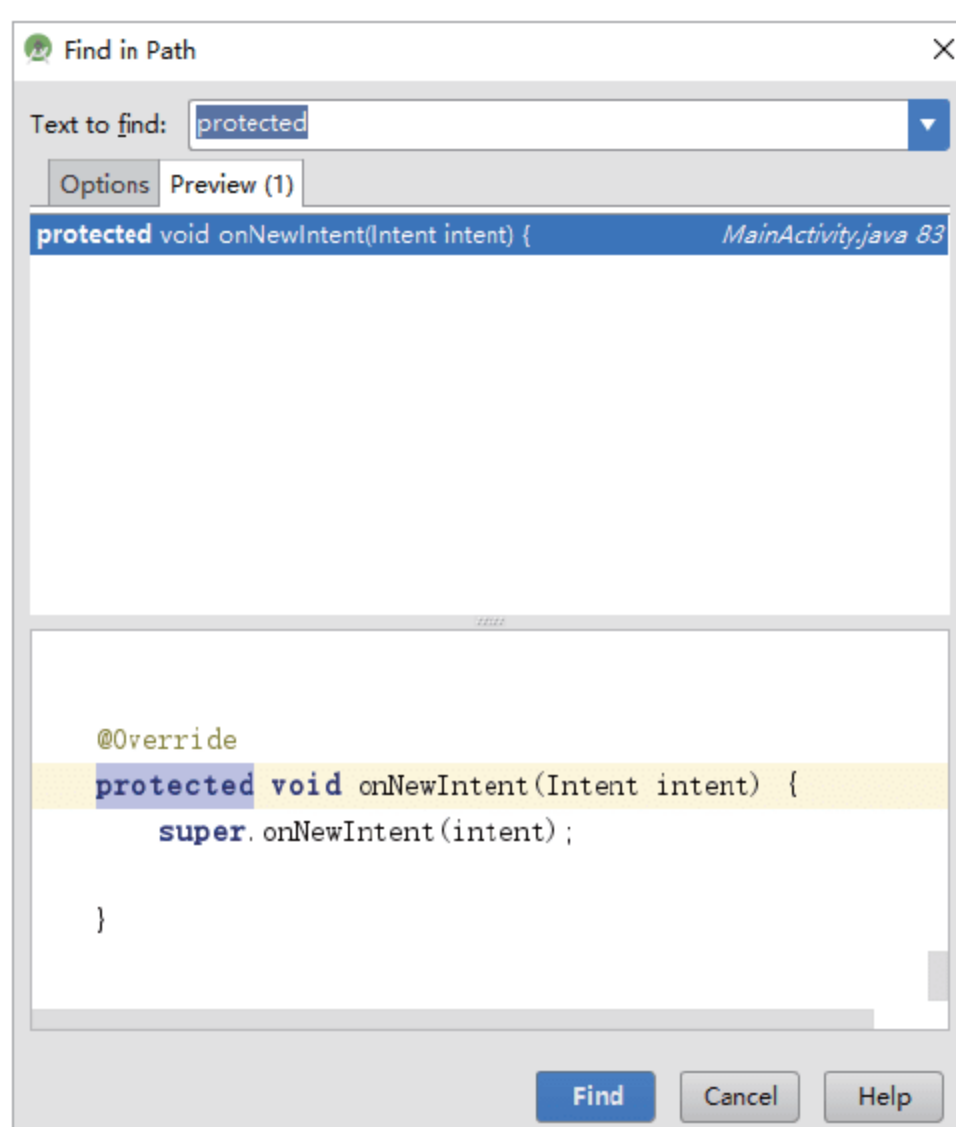 Find in Path
Text to find: protected
Options Preview (1)
protected void onNewIntent(Intent intent) { MainActivity.java 83
@Override
protected void onNewIntent(Intent intent) {
super.onNewIntent(intent);
}
Find Cancel Help